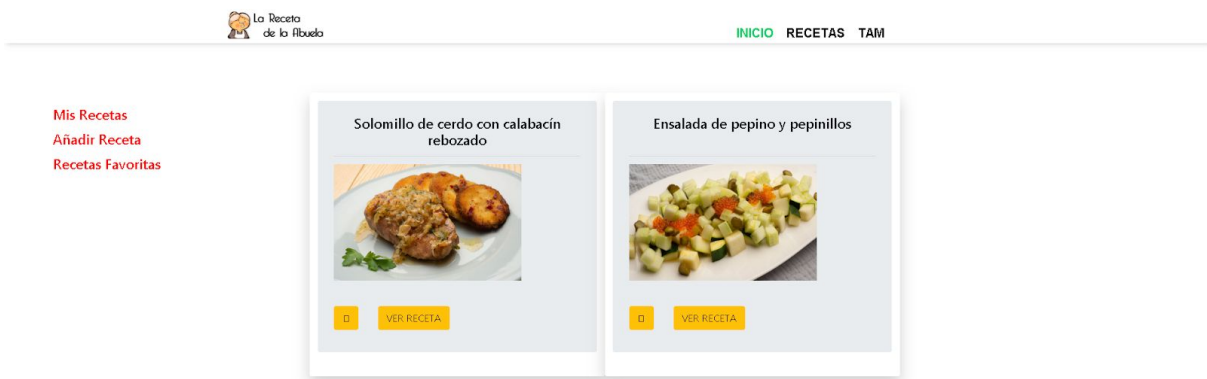 La Receta
de la Abuela
INICIO RECETAS TAM
Mis Recetas
Añadir Receta
Recetas Favoritas
Solomillo de cerdo con calabacín
rebozado
VER RECETA
Ensalada de pepino y pepinillos
VER RECETA